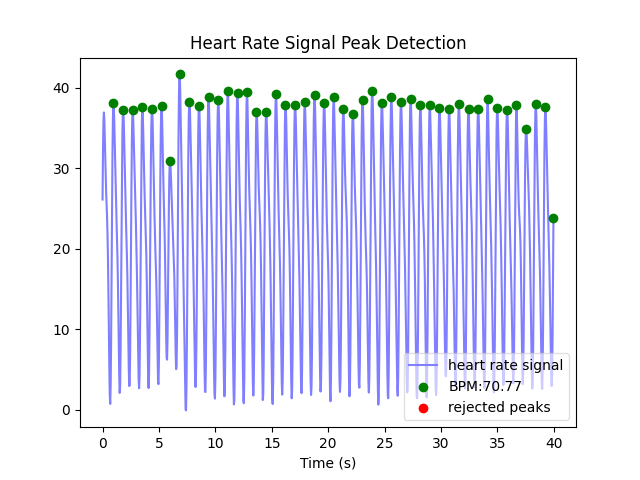 Heart Rate Signal Peak Detection
40
30
20
10
0
heart rate signal
BPM:70.77
rejected peaks
0 5 10 15 20 25 30 35 40
Time (s)